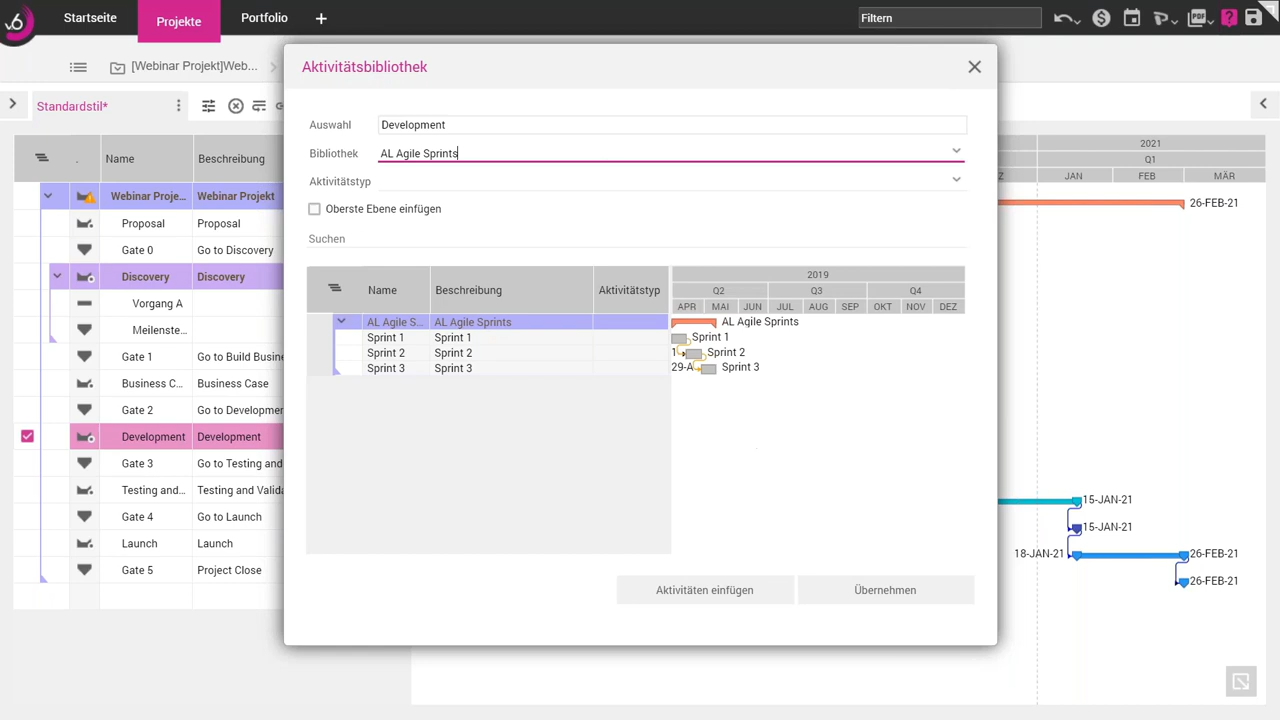 v6 Startseite Projekte Portfolio + Filtern PDF ?
[Webinar Projekt]Web...
Aktivitätsbibliothek
Standardstil*
Auswahl Development
Bibliothek AL Agile Sprints
Aktivitätstyp
Oberste Ebene einfügen
Suchen
. Name Beschreibung
Webinar Proje... Webinar Projekt
Proposal Proposal
Gate 0 Go to Discovery
Discovery Discovery
Vorgang A
Meilenste...
Gate 1 Go to Build Busine
Business C... Business Case
Gate 2 Go to Developmen
Development Development
Gate 3 Go to Testing and
Testing and... Testing and Valida
Gate 4 Go to Launch
Launch Launch
Gate 5 Project Close
Name Beschreibung Aktivitätstyp
2019
Q2 Q3 Q4
APR MAI JUN JUL AUG SEP OKT NOV DEZ
AL Agile S... AL Agile Sprints AL Agile Sprints
Sprint 1 Sprint 1 Sprint 1
Sprint 2 Sprint 2 1 Sprint 2
Sprint 3 Sprint 3 29-A Sprint 3
Aktivitäten einfügen Übernehmen
2021
Q1
Z JAN FEB MÄR
26-FEB-21
15-JAN-21
15-JAN-21
18-JAN-21 26-FEB-21
26-FEB-21